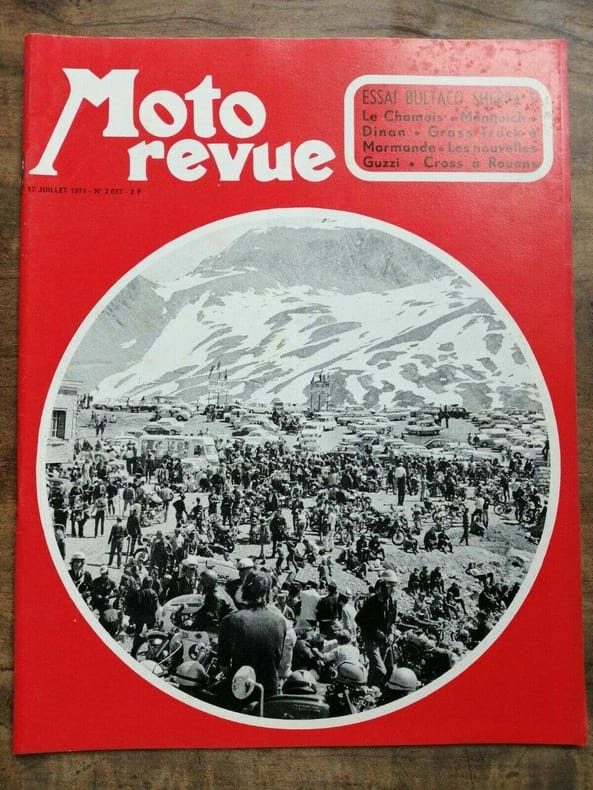 Moto
revue
17 JUILLET 1971 - N° 2 037 - 2 F
ESSAI BULTACO SHERPA
Le Chamois • Monthoich •
Dinan • Grass Track à
Marmande • Les nouvelles
Guzzi • Cross à Rouans